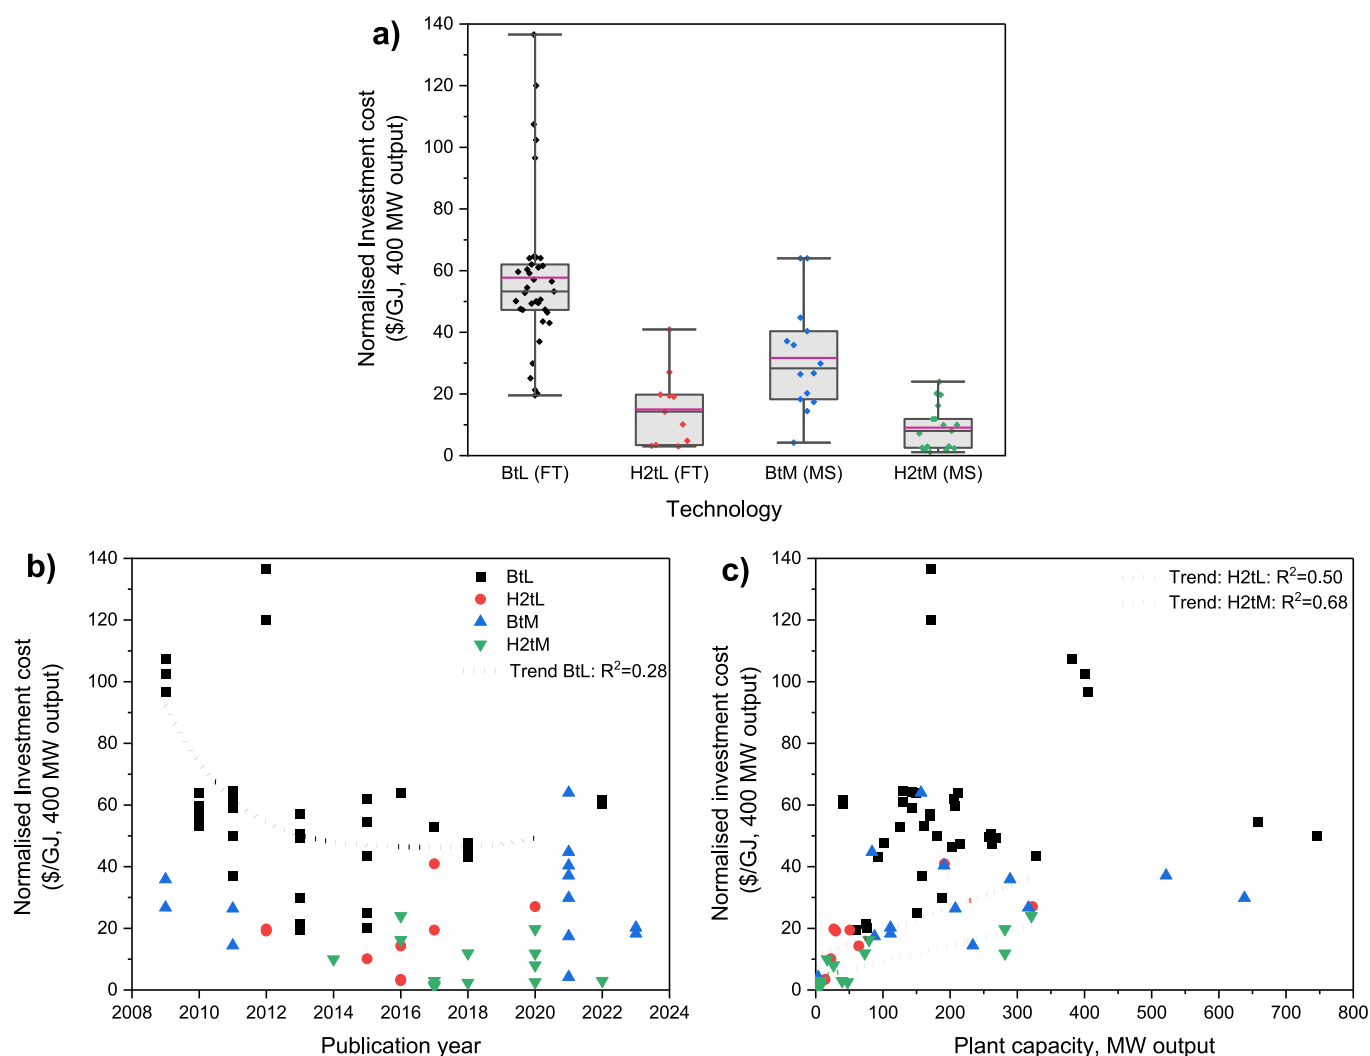 a)
Normalised Investment cost
($/GJ, 400 MW output)
140
120
100
80
60
40
20
0
BtL (FT)
H2tL (FT)
BtM (MS)
H2tM (MS)
Technology
b)
Normalised Investment cost
($/GJ, 400 MW output)
140
120
100
80
60
40
20
0
BtL
H2tL
BtM
H2tM
Trend BtL: R²=0.28
2008 2010 2012 2014 2016 2018 2020 2022 2024
Publication year
c)
Normalised investment cost
($/GJ, 400 MW output)
140
120
100
80
60
40
20
0
Trend: H2tL: R²=0.50
Trend: H2tM: R²=0.68
0 100 200 300 400 500 600 700 800
Plant capacity, MW output